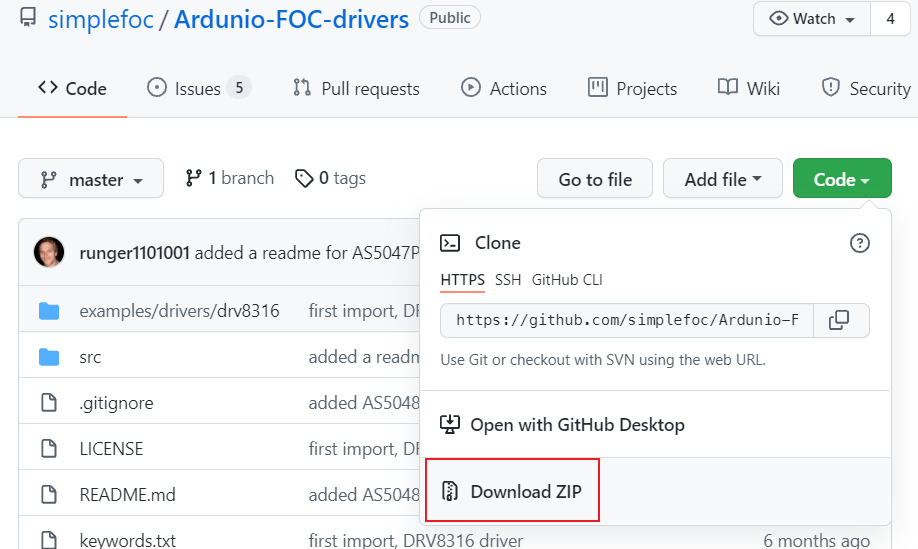 simplefoc / Ardunio-FOC-drivers Public Watch 4
Code Issues 5 Pull requests Actions Projects Wiki Security
master 1 branch 0 tags Go to file Add file Code
runger1101001 added a readme for AS5047P
Clone
HTTPS SSH GitHub CLI
examples/drivers/drv8316 first import, DR
https://github.com/simplefoc/Ardunio-F
src added a readm
Use Git or checkout with SVN using the web URL.
.gitignore added AS5048
Open with GitHub Desktop
LICENSE first import, DR
README.md added AS5048
Download ZIP
keywords.txt first import, DRV8316 driver 6 months ago